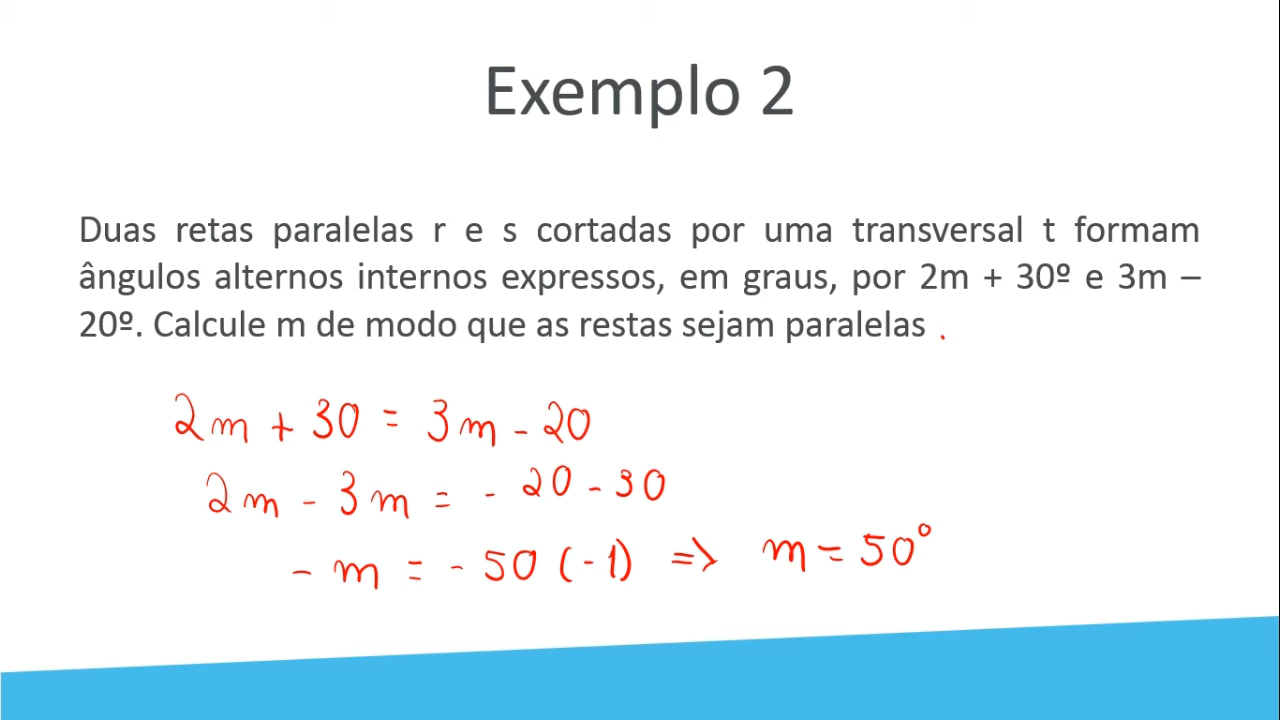 Exemplo 2
Duas retas paralelas r e s cortadas por uma transversal t formam
ângulos alternos internos expressos, em graus, por 2m + 30º e 3m –
20º. Calcule m de modo que as restas sejam paralelas .
2m + 30 = 3m - 20
2m - 3m = - 20 - 30
- m = - 50 (-1) => m = 50°